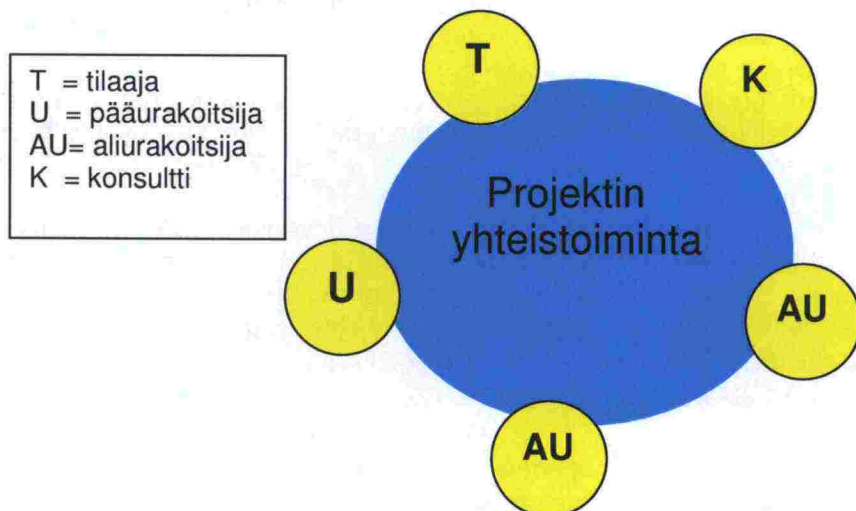 T = tilaaja
U = pääurakoitsija
AU= aliurakoitsija
K = konsultti
T
K
Projektin
yhteistoiminta
U
AU
AU